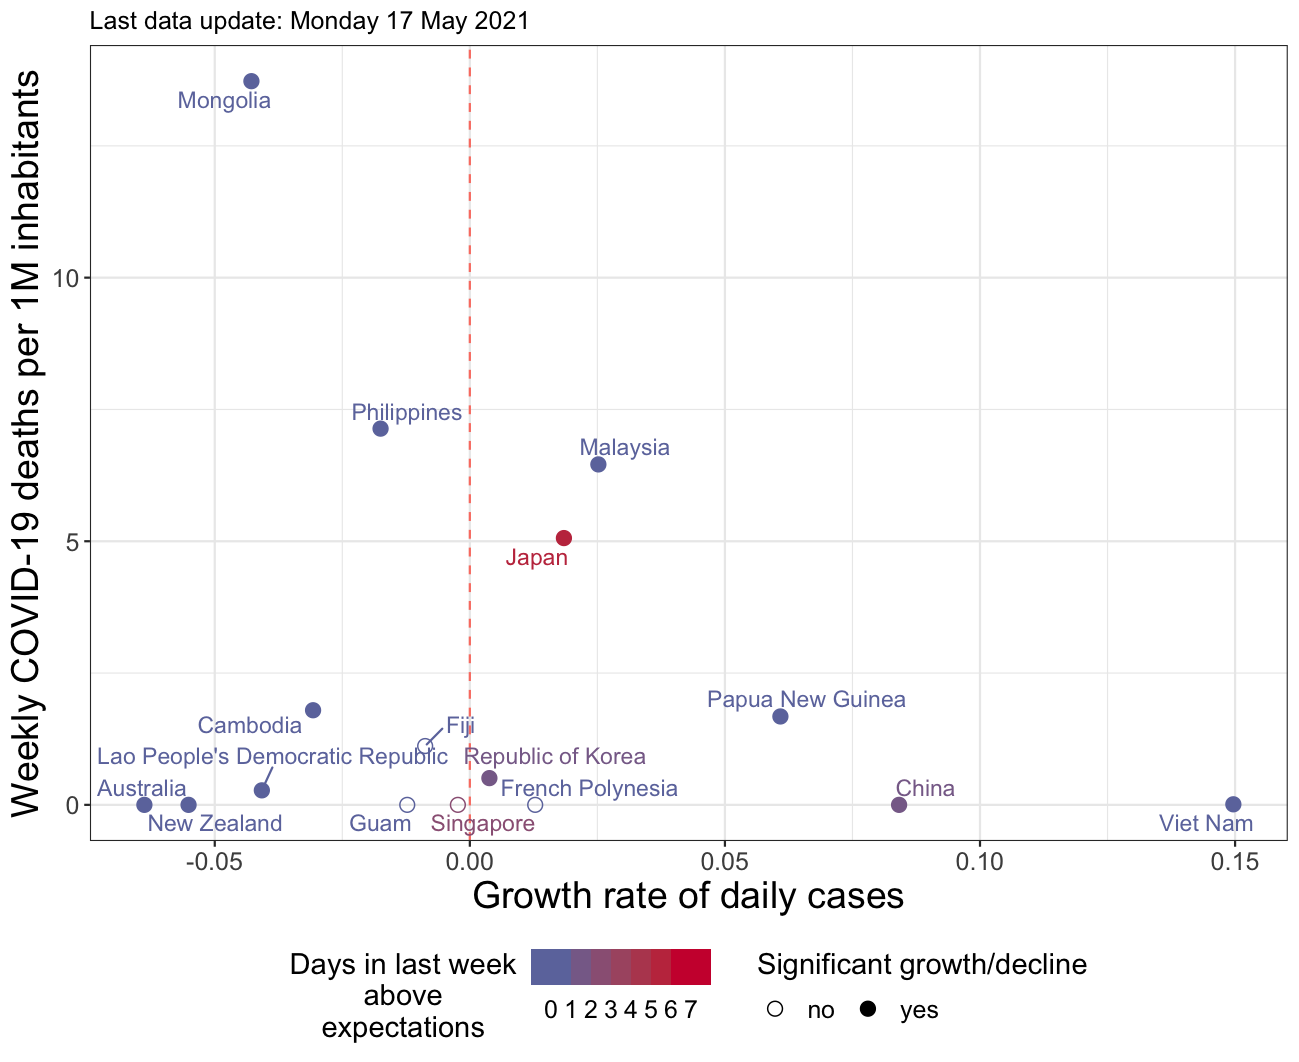 Last data update: Monday 17 May 2021
Weekly COVID-19 deaths per 1M inhabitants
10
5
0
Mongolia
Philippines
Malaysia
Japan
Papua New Guinea
Cambodia
Fiji
Lao People's Democratic Republic
Republic of Korea
Australia
French Polynesia
China
New Zealand
Guam
Singapore
Viet Nam
-0.05
0.00
0.05
0.10
0.15
Growth rate of daily cases
Days in last week
above
expectations
0 1 2 3 4 5 6 7
Significant growth/decline
no
yes